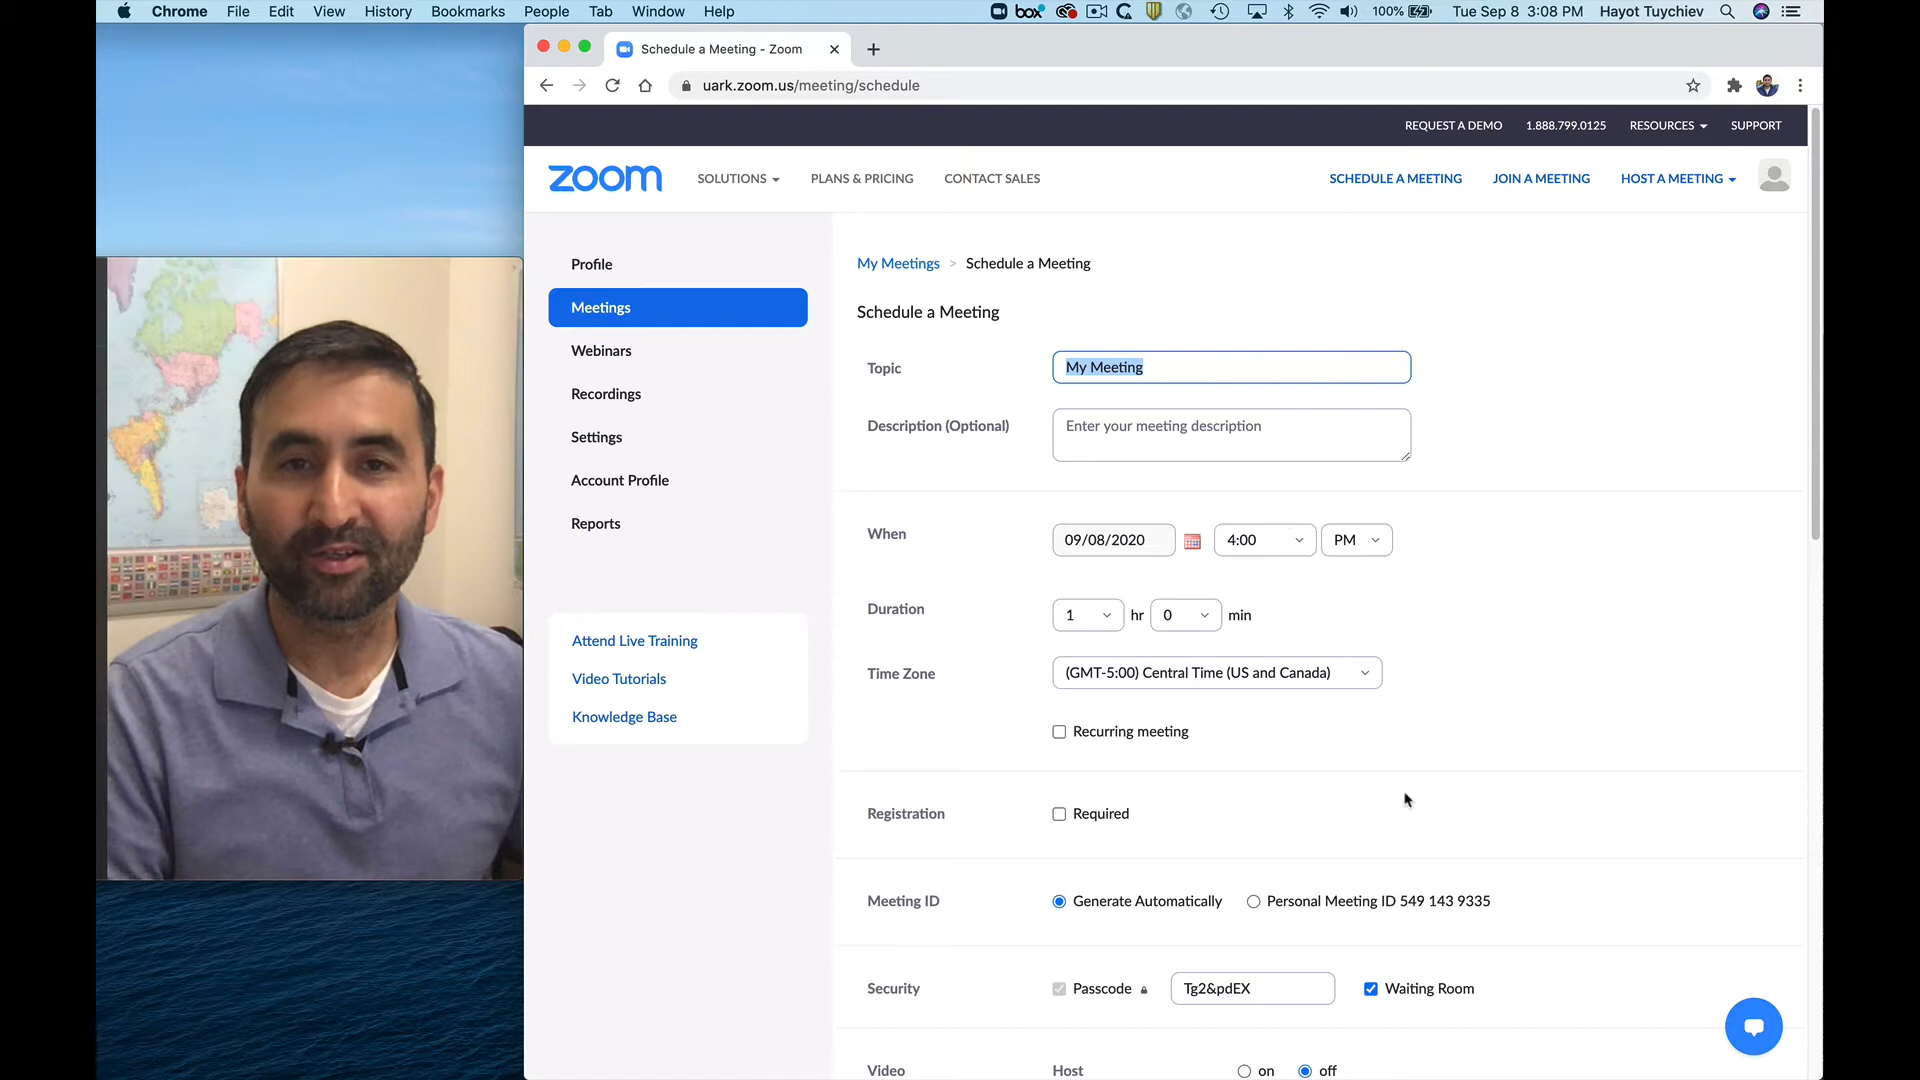 Chrome File Edit View History Bookmarks People Tab Window Help
box 100% Tue Sep 8 3:08 PM Hayot Tuychiev
Schedule a Meeting - Zoom
uark.zoom.us/meeting/schedule
REQUEST A DEMO 1.888.799.0125 RESOURCES SUPPORT
zoom SOLUTIONS PLANS & PRICING CONTACT SALES SCHEDULE A MEETING JOIN A MEETING HOST A MEETING
Profile
Meetings
Webinars
Recordings
Settings
Account Profile
Reports
Attend Live Training
Video Tutorials
Knowledge Base
My Meetings > Schedule a Meeting
Schedule a Meeting
Topic My Meeting
Description (Optional) Enter your meeting description
When 09/08/2020 4:00 PM
Duration 1 hr 0 min
Time Zone (GMT-5:00) Central Time (US and Canada)
Recurring meeting
Registration Required
Meeting ID Generate Automatically Personal Meeting ID 549 143 9335
Security Passcode Tg2&pdEX Waiting Room
Video Host on off